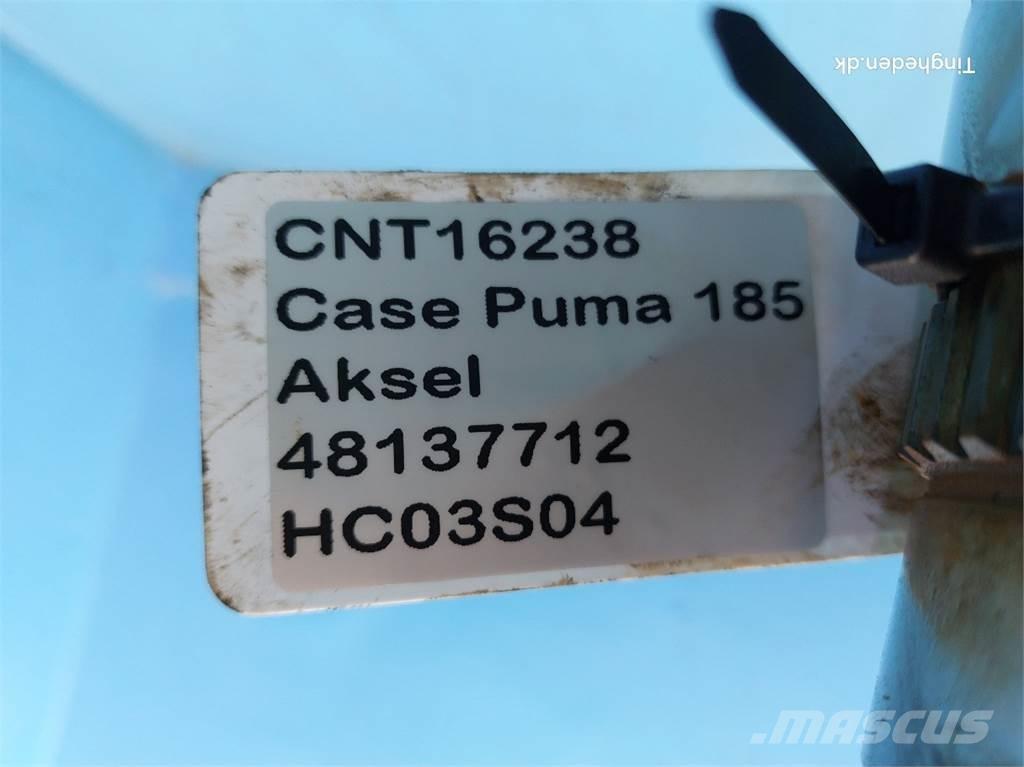 Tingheden.dk
CNT16238
Case Puma 185
Aksel
48137712
HC03S04
MASCUS